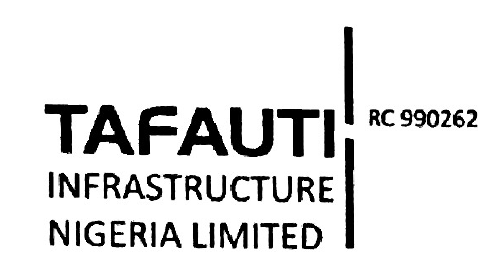 TAFAUTI
INFRASTRUCTURE
NIGERIA LIMITED
RC 990262